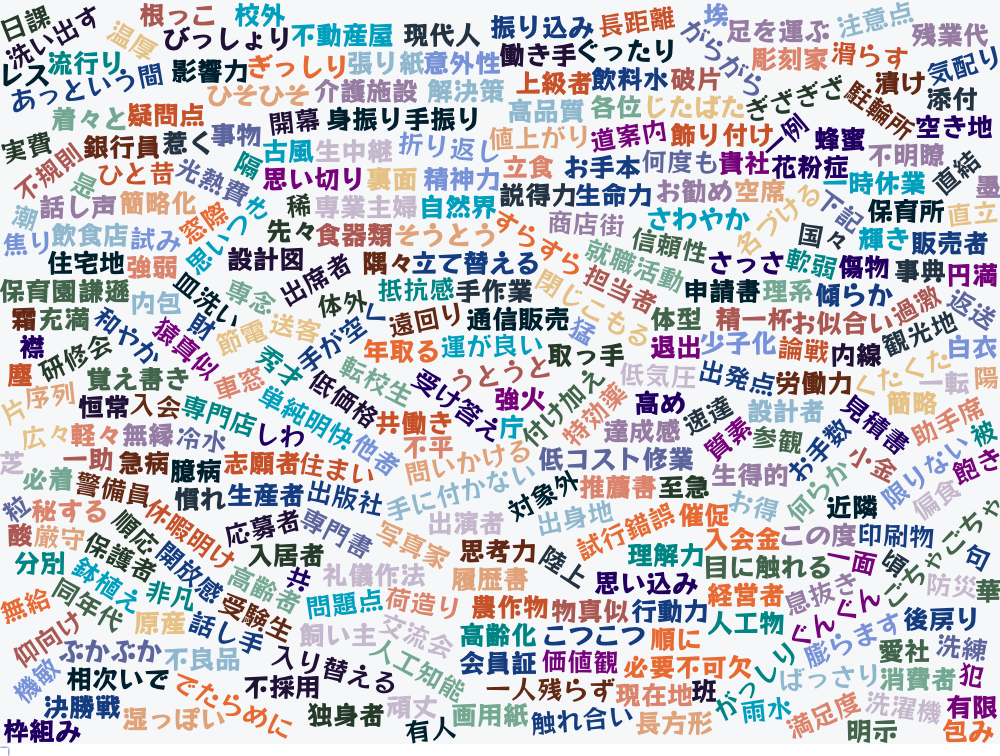 日課
根っこ
校外
不動産屋
現代人
振り込み
長距離
埃
足を運ぶ
注意点
残業代
洗い出す
温厚
びっしょり
働き手
ぐったり
がらがら
彫刻家
滑らす
気配り
レス
流行り
影響力
ぎっしり
張り紙
意外性
上級者
飲料水
破片
ぎざぎざ
漬け
添付
あっという間
ひそひそ
介護施設
解決策
高品質
各位
じたばた
駐輪所
空き地
着々と
疑問点
開幕
身振り手振り
値上がり
道案内
飾り付け
一例
蜂蜜
不明瞭
実費
銀行員
惹く
事物
古風
生中継
折り返し
立食
お手本
何度も
貴社
花粉症
直結
墨
不規則
是
ひと昔
光熱費
隔
思い切り
裏面
精神力
説得力
生命力
お勧め
空席
一時休業
潮
話し声
簡略化
窓際
思いつき
稀
専業主婦
自然界
商店街
さわやか
名づける
下記
保育所
直立
焦り
飲食店
試み
先々
食器類
そうとう
すらすら
就職活動
信頼性
国々
輝き
販売者
住宅地
強弱
設計図
出席者
隅々
立て替える
担当者
さっさ
軟弱
傷物
事典
円満
保育園
謙遜
内包
皿洗い
専念
体外
抵抗感
手作業
閉じこもる
申請書
理系
傾らか
過激
返送
霜
充満
和やか
猿真似
財
節電
送客
手が空く
遠回り
通信販売
猛
体型
精一杯
お似合い
観光地
襟
研修会
秀才
年取る
運が良い
取っ手
退出
少子化
論戦
内線
白衣
塵
覚え書き
車窓
転校生
うとうと
低気圧
出発点
労働力
くたくた
一転
陽
片
序列
恒常
入会
専門店
単純明快
低価格
受け答え
強火
付け加え
特効薬
高め
速達
設計者
見積書
簡略
助手席
広々
軽々
無縁
冷水
しわ
他者
共働き
庁
達成感
質素
参観
お手数
被
芝
一助
急病
臆病
志願者
住まい
不平
問いかける
低コスト
修業
生得的
小金
限りない
飽き
必着
警備員
慣れ
生産者
出版社
手に付かない
対象外
推薦書
至急
お得
何らか
近隣
偏食
粒
秘する
休暇明け
応募者
専門書
写真家
出演者
出身地
試行錯誤
催促
入会金
この度
印刷物
ごちゃごちゃ
酸
厳守
順応
保護者
開放感
入居者
思考力
陸上
理解力
目に触れる
一面
頃
句
分別
鉢植え
非凡
高齢者
共
礼儀作法
履歴書
思い込み
経営者
息抜き
防災
華
無給
同年代
原産
受験生
問題点
荷造り
農作物
物真似
行動力
人工物
ぐんぐん
後戻り
仰向け
ぶかぶか
話し手
飼い主
交流会
高齢化
こつこつ
順に
膨らます
愛社
洗練
機敏
相次いで
不良品
入り替える
人工知能
会員証
価値観
必要不可欠
がっしり
ばっさり
消費者
犯
決勝戦
でたらめに
不採用
一人残らず
現在地
班
雨水
満足度
洗濯機
有限
枠組み
湿っぽい
独身者
頑丈
有人
画用紙
触れ合い
長方形
明示
包み